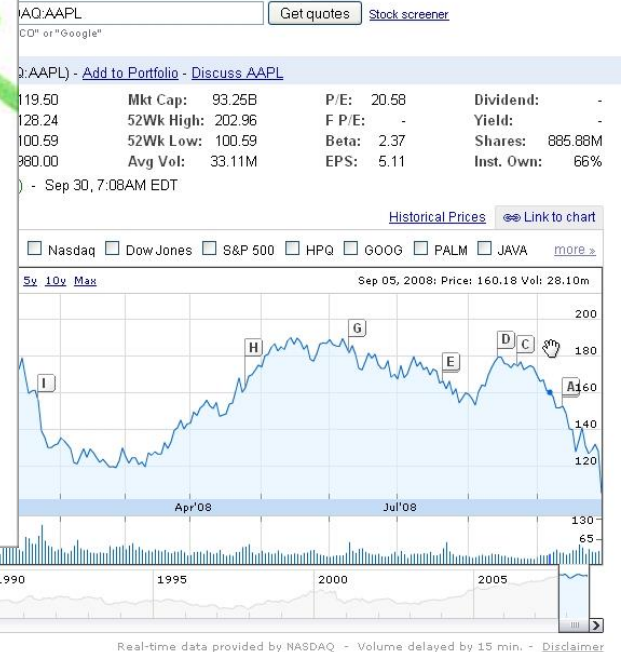 AQ:AAPL Get quotes Stock screener
CO" or "Google"
Q:AAPL) - Add to Portfolio - Discuss AAPL
119.50 Mkt Cap: 93.25B P/E: 20.58 Dividend: -
128.24 52Wk High: 202.96 F P/E: - Yield: -
100.59 52Wk Low: 100.59 Beta: 2.37 Shares: 885.88M
980.00 Avg Vol: 33.11M EPS: 5.11 Inst. Own: 66%
) - Sep 30, 7:08AM EDT
Historical Prices Link to chart
Nasdaq Dow Jones S&P 500 HPQ GOOG PALM JAVA more »
5y 10y Max Sep 05, 2008: Price: 160.18 Vol: 28.10m
200
G
H D C 180
E
I A 160
140
120
Apr'08 Jul'08
130
65
1990 1995 2000 2005
Real-time data provided by NASDAQ - Volume delayed by 15 min. - Disclaimer